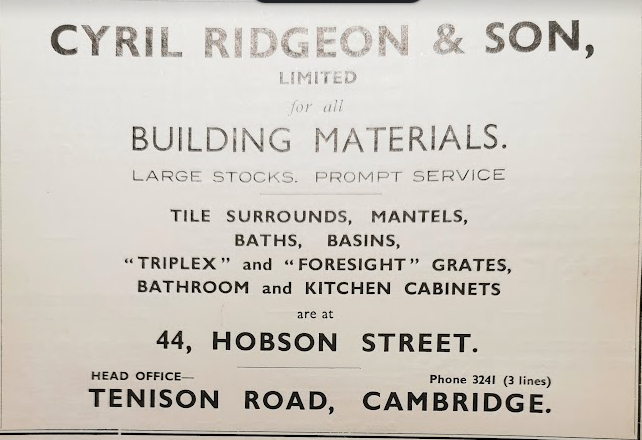 CYRIL RIDGEON & SON,
LIMITED
for all
BUILDING MATERIALS.
LARGE STOCKS. PROMPT SERVICE
TILE SURROUNDS, MANTELS,
BATHS, BASINS,
“TRIPLEX” and “FORESIGHT” GRATES,
BATHROOM and KITCHEN CABINETS
are at
44, HOBSON STREET.
HEAD OFFICE— Phone 3241 (3 lines)
TENISON ROAD, CAMBRIDGE.